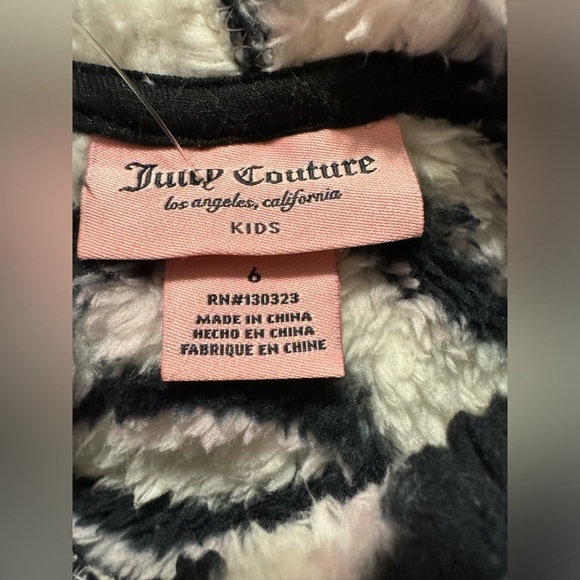 Juicy Couture
los angeles, california
KIDS
6
RN#130323
MADE IN CHINA
HECHO EN CHINA
FABRIQUE EN CHINE